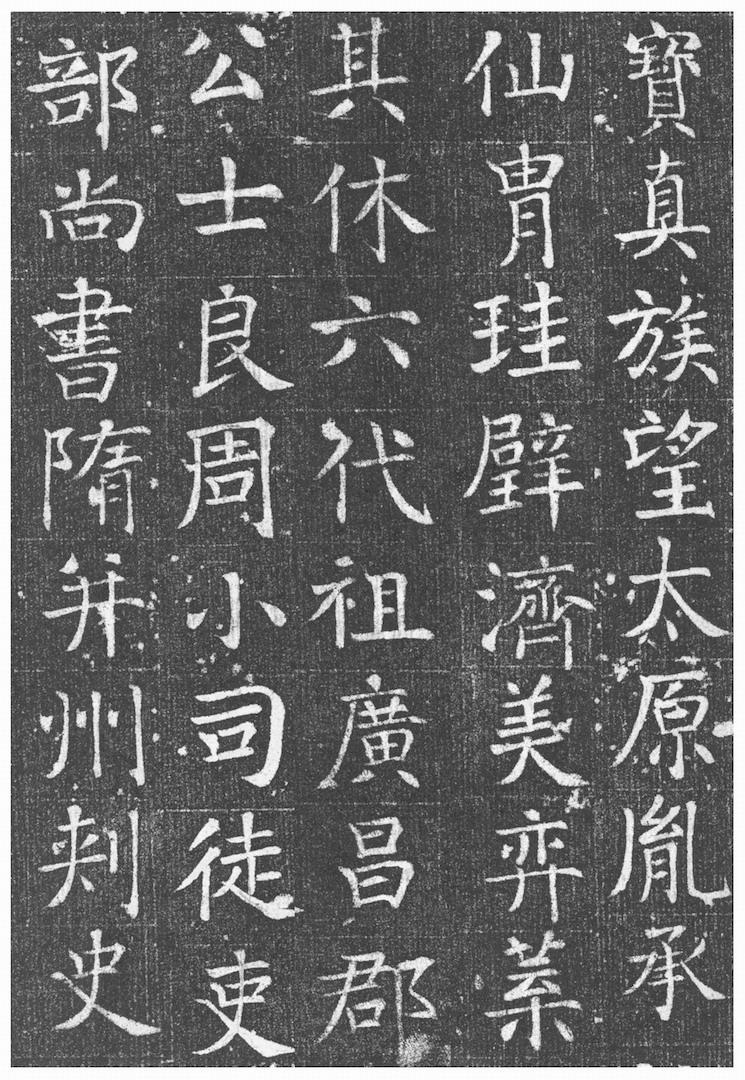 寶真族望太原胤承
仙胄珪璧濟美弈葉
其休六代祖廣昌郡
公士良周小司徒吏
部尚書隋并州刾史